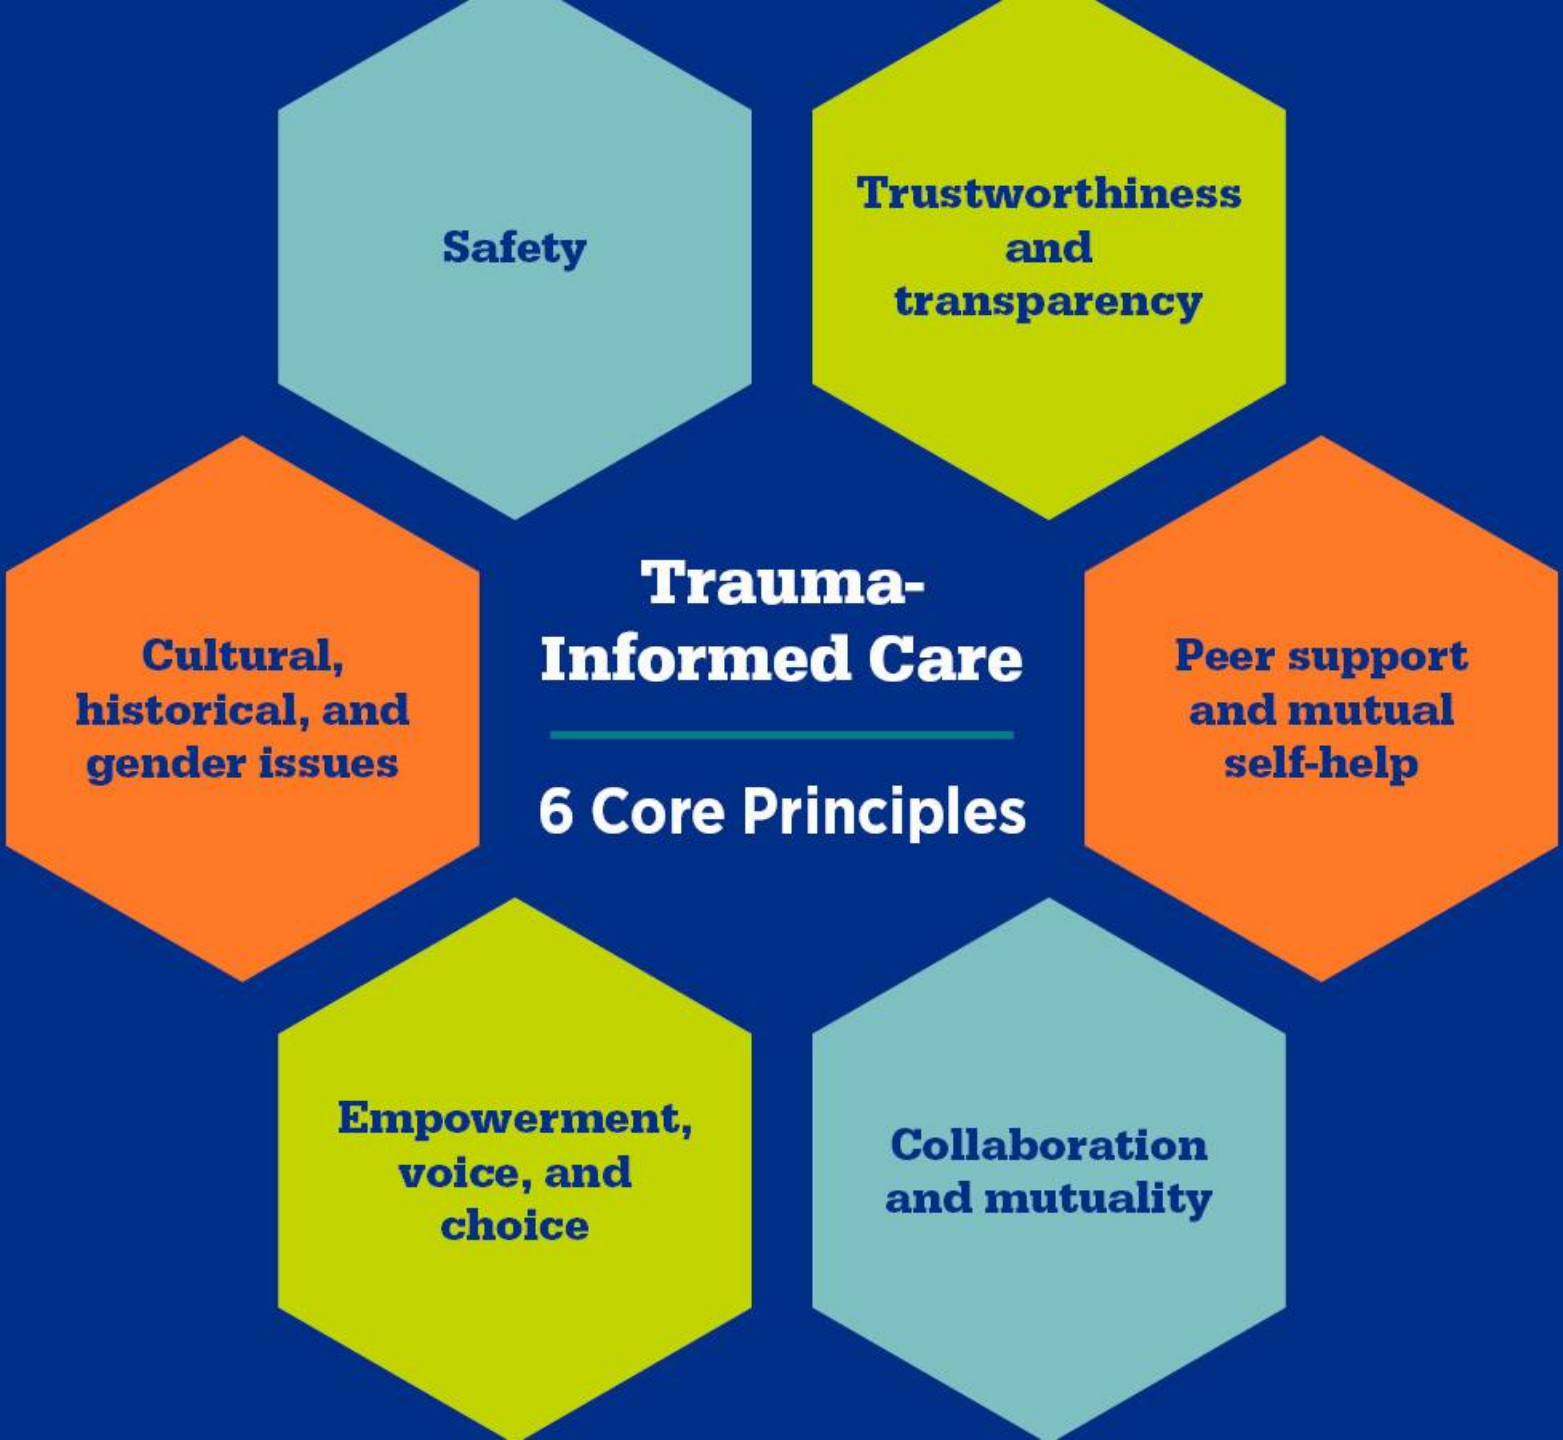 Safety
Trustworthiness
and
transparency
Trauma-
Informed Care
6 Core Principles
Cultural,
historical, and
gender issues
Peer support
and mutual
self-help
Empowerment,
voice, and
choice
Collaboration
and mutuality